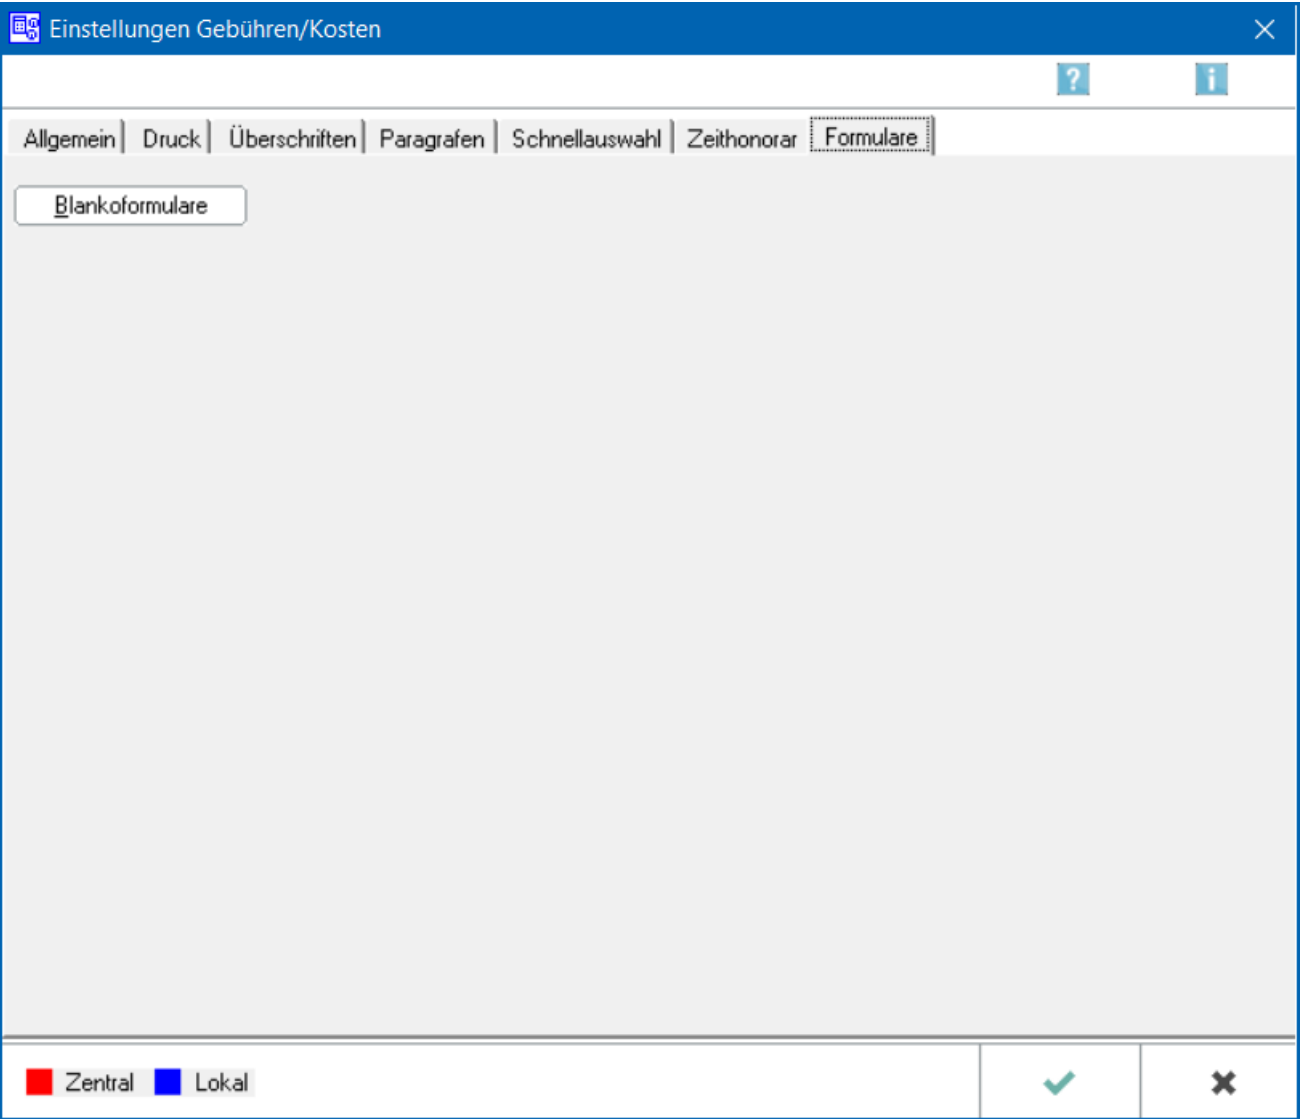 Einstellungen Gebühren/Kosten
? i
Allgemein Druck Überschriften Paragrafen Schnellauswahl Zeithonorar Formulare
Blankoformulare
Zentral Lokal